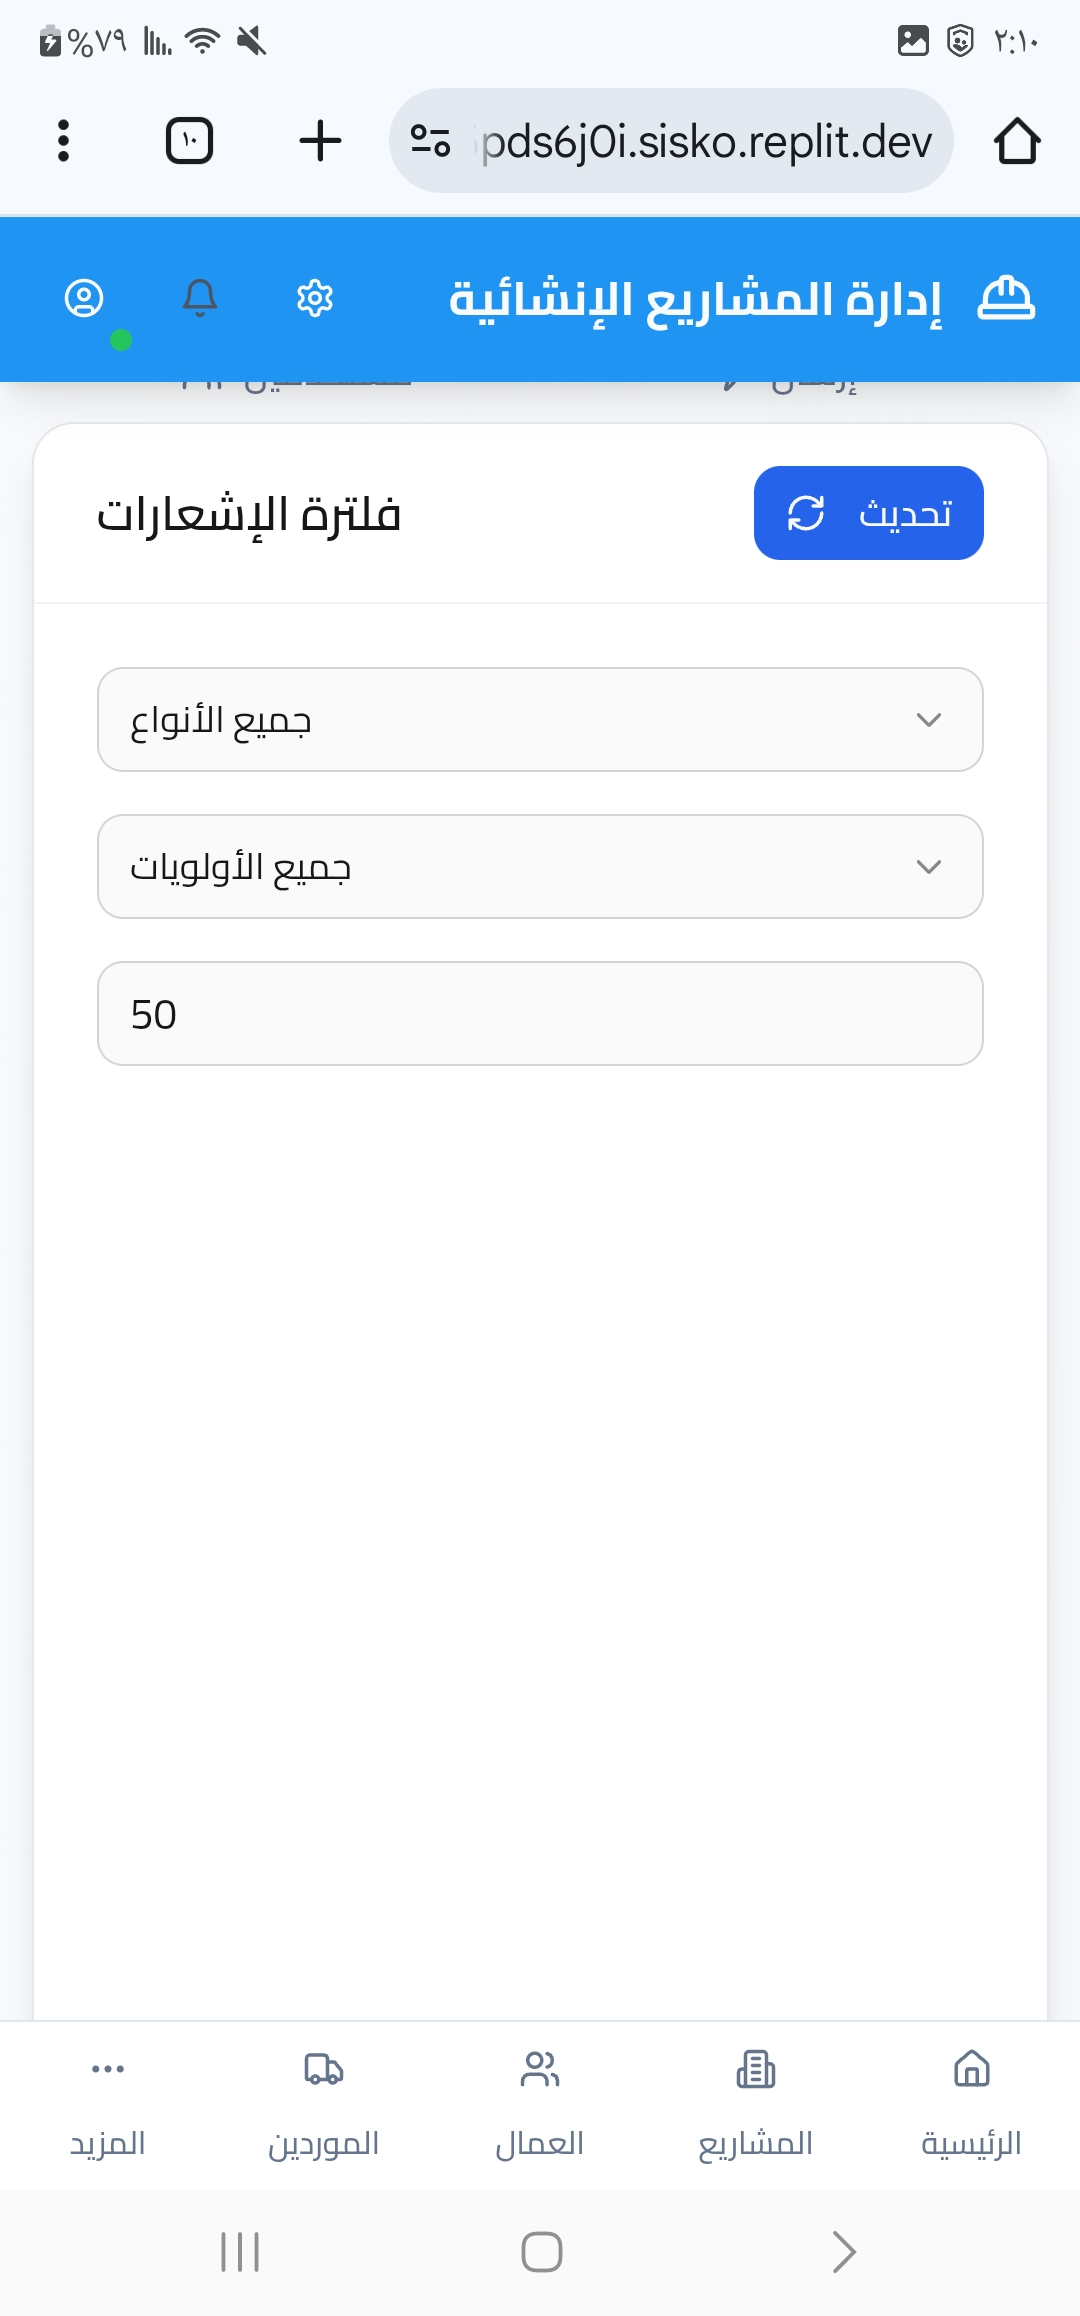 ٢:١٠ %٧٩
pds6j0i.sisko.replit.dev ١٠
إدارة المشاريع الإنشائية
تحديث فلترة الإشعارات
جميع الأنواع
جميع الأولويات
50
الرئيسية المشاريع العمال الموردين المزيد